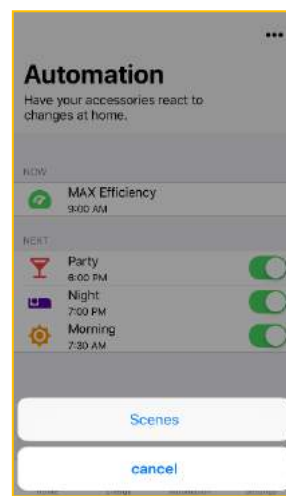 Automation
Have your accessories react to
changes at home.
NOW
MAX Efficiency
9:00 AM
NEXT
Party
6:00 PM
Night
7:00 PM
Morning
7:30 AM
Scenes
cancel